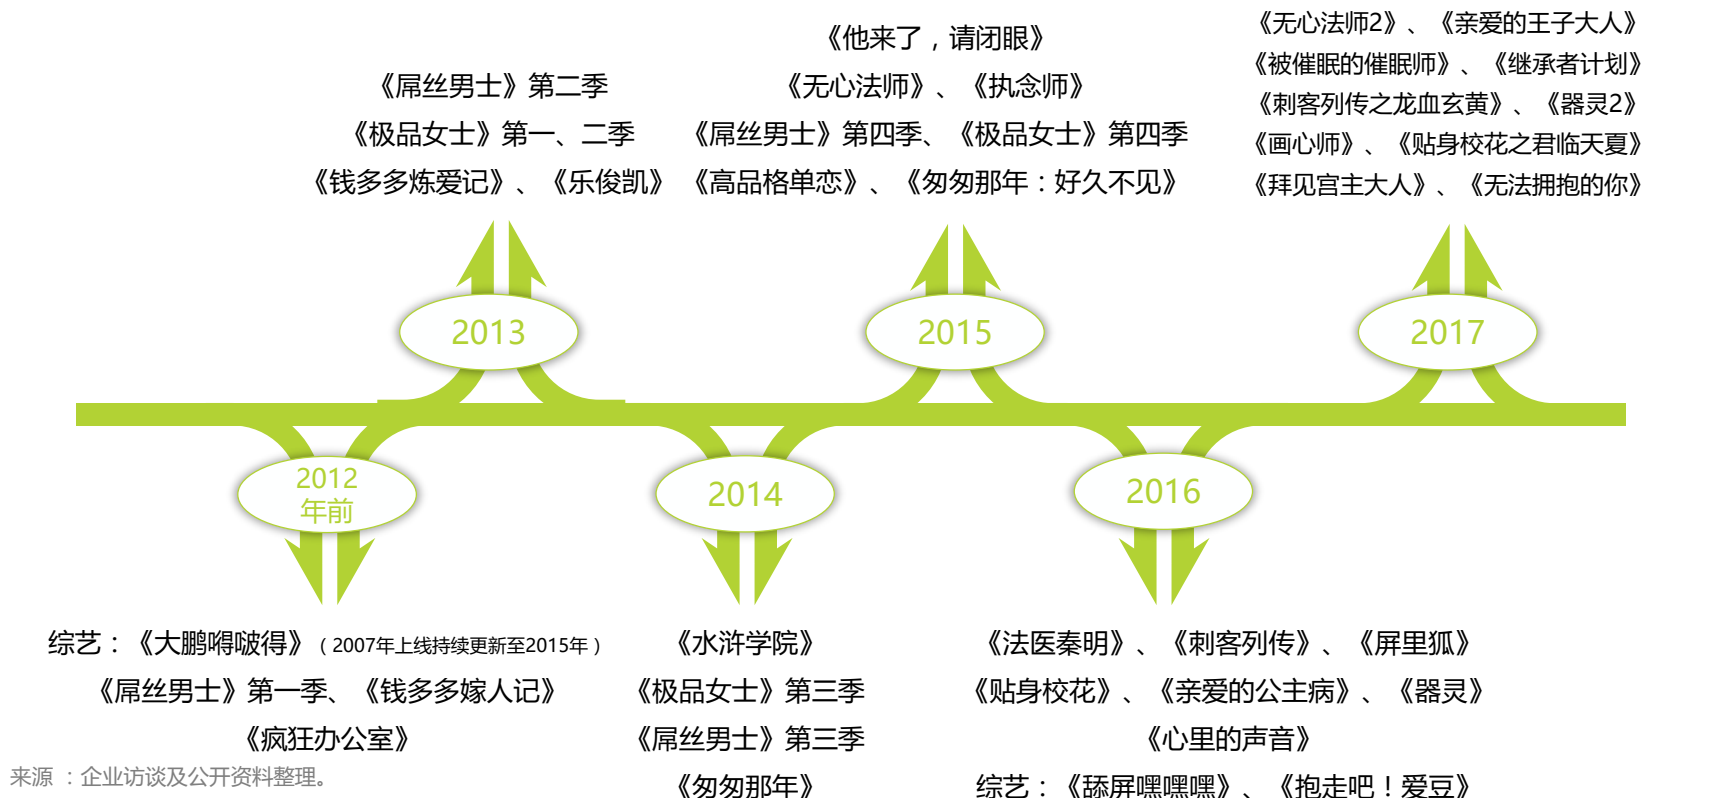 《屌丝男士》第二季
《极品女士》第一、二季
《钱多多炼爱记》、《乐俊凯》
《他来了，请闭眼》
《无心法师》、《执念师》
《屌丝男士》第四季、《极品女士》第四季
《高品格单恋》、《匆匆那年：好久不见》
《无心法师2》、《亲爱的王子大人》
《被催眠的催眠师》、《继承者计划》
《刺客列传之龙血玄黄》、《器灵2》
《画心师》、《贴身校花之君临天夏》
《拜见宫主大人》、《无法拥抱的你》
2013
2015
2017
2012
年前
2014
2016
综艺：《大鹏嘚啵得》（2007年上线持续更新至2015年）
《屌丝男士》第一季、《钱多多嫁人记》
《疯狂办公室》
《水浒学院》
《极品女士》第三季
《屌丝男士》第三季
《匆匆那年》
《法医秦明》、《刺客列传》、《屏里狐》
《贴身校花》、《亲爱的公主病》、《器灵》
《心里的声音》
综艺：《舔屏嘿嘿嘿》、《抱走吧！爱豆》
来源 ：企业访谈及公开资料整理。